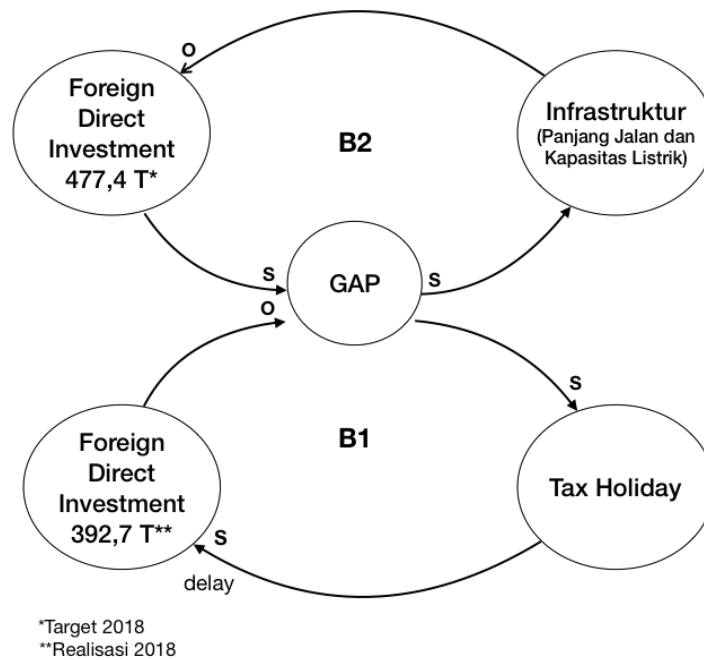 O
Foreign
Direct
Investment
477,4 T*
B2
Infrastruktur
(Panjang Jalan dan
Kapasitas Listrik)
S
S
GAP
O
S
Foreign
Direct
Investment
392,7 T**
B1
Tax Holiday
S
delay
*Target 2018
**Realisasi 2018